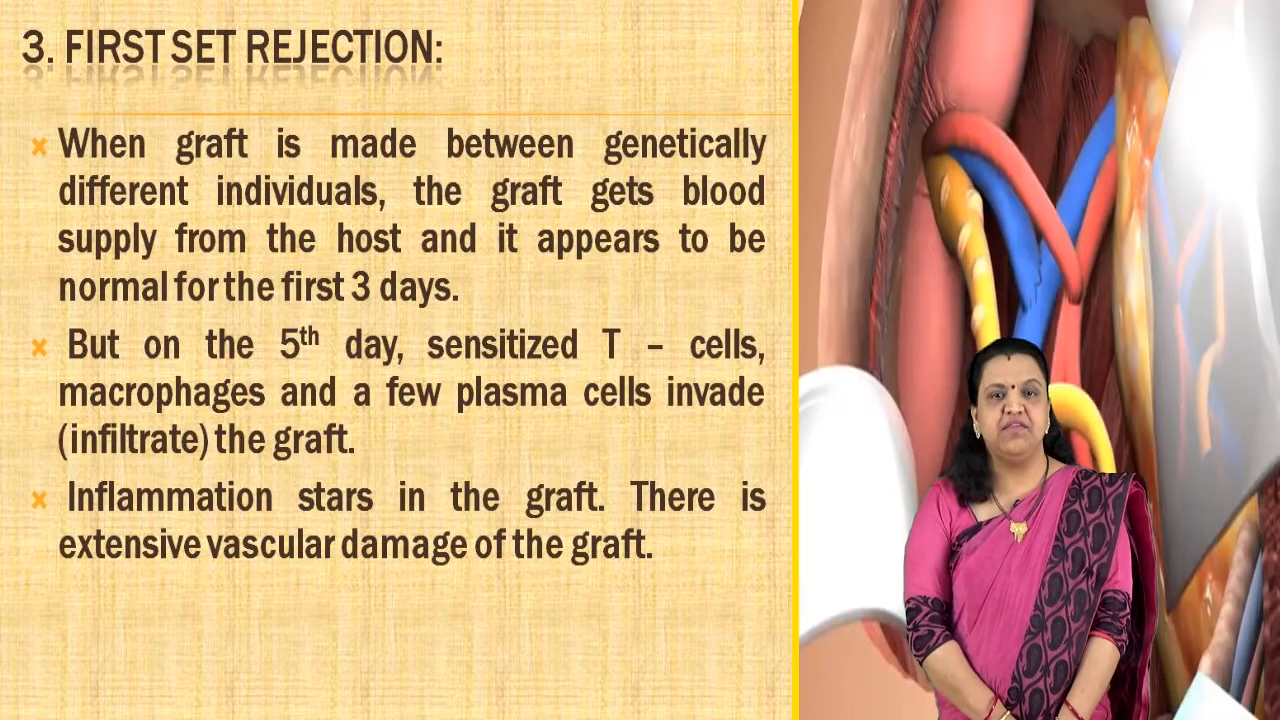 3. FIRST SET REJECTION:
When graft is made between genetically
different individuals, the graft gets blood
supply from the host and it appears to be
normal for the first 3 days.
But on the 5th day, sensitized T – cells,
macrophages and a few plasma cells invade
(infiltrate) the graft.
Inflammation stars in the graft. There is
extensive vascular damage of the graft.